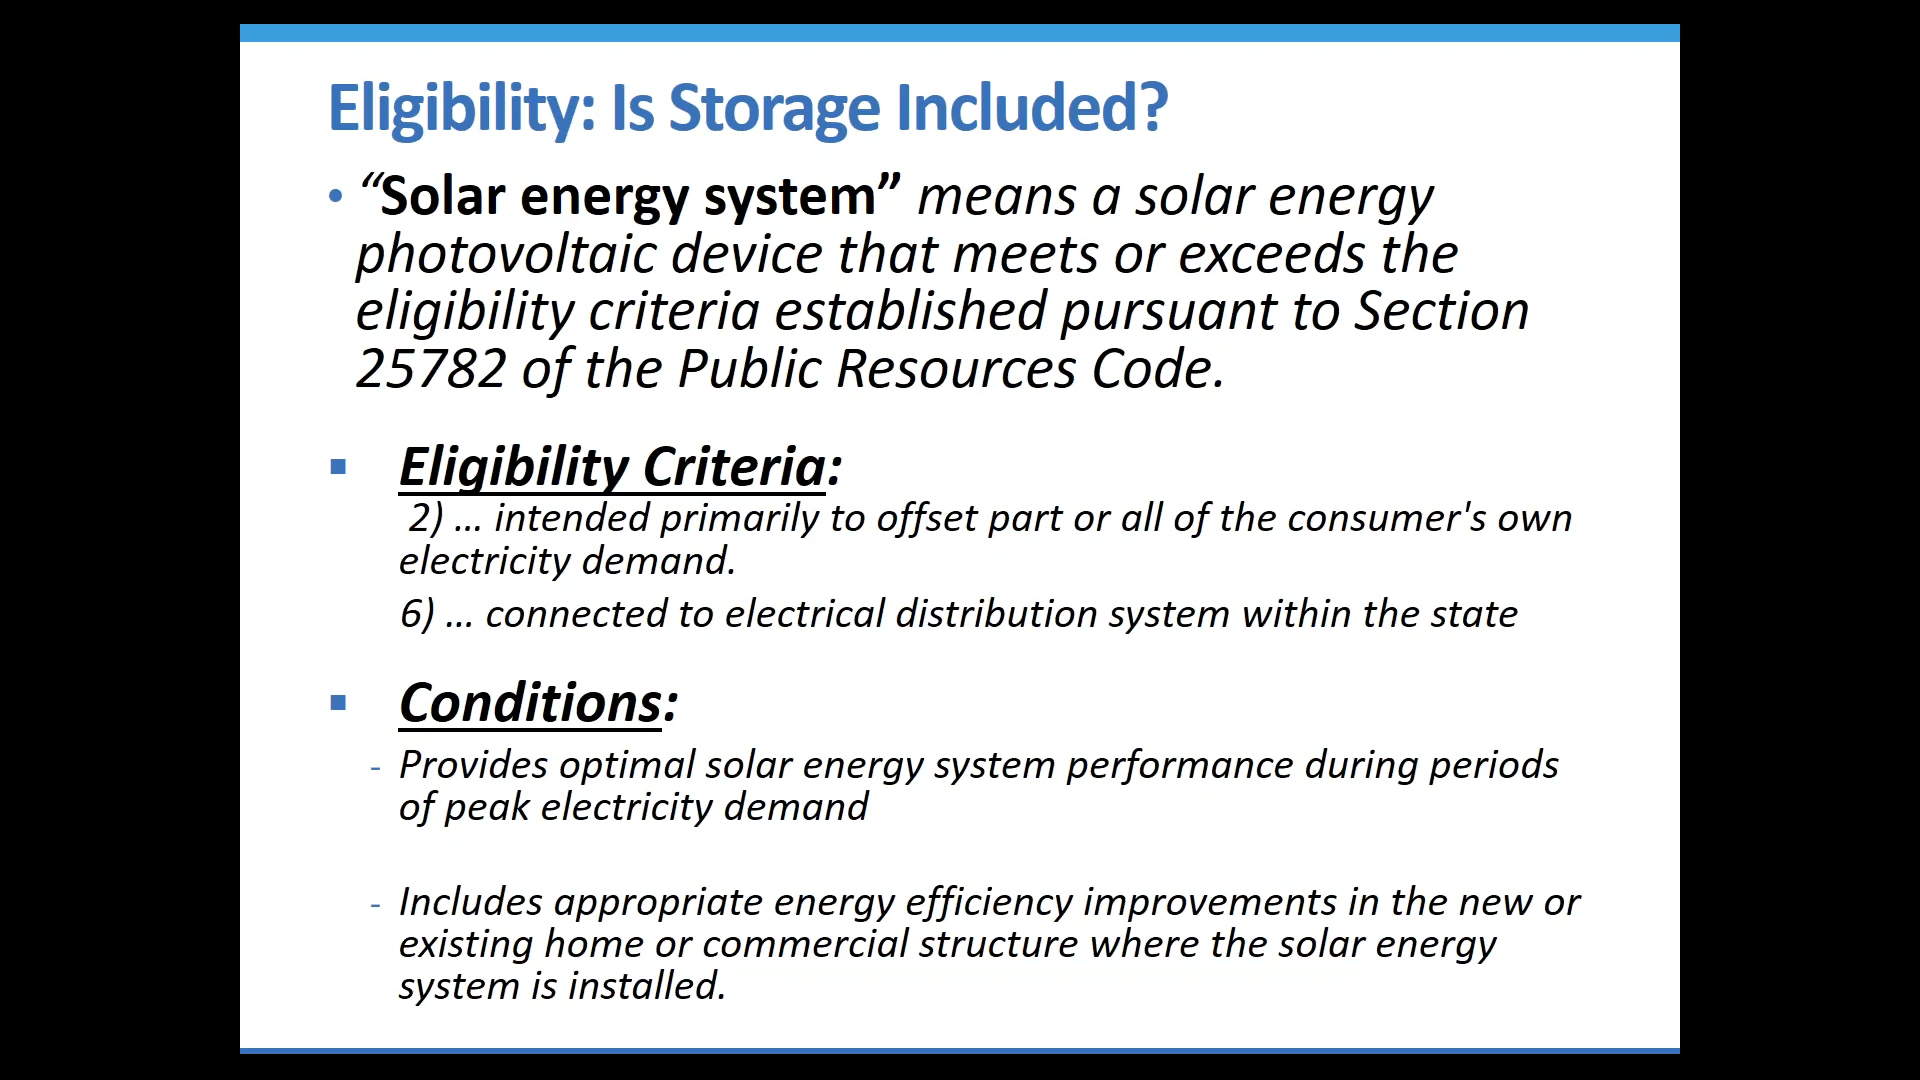 Eligibility: Is Storage Included?
• “Solar energy system” means a solar energy
photovoltaic device that meets or exceeds the
eligibility criteria established pursuant to Section
25782 of the Public Resources Code.
▪ Eligibility Criteria:
2) … intended primarily to offset part or all of the consumer's own
electricity demand.
6) … connected to electrical distribution system within the state
▪ Conditions:
- Provides optimal solar energy system performance during periods
of peak electricity demand
- Includes appropriate energy efficiency improvements in the new or
existing home or commercial structure where the solar energy
system is installed.